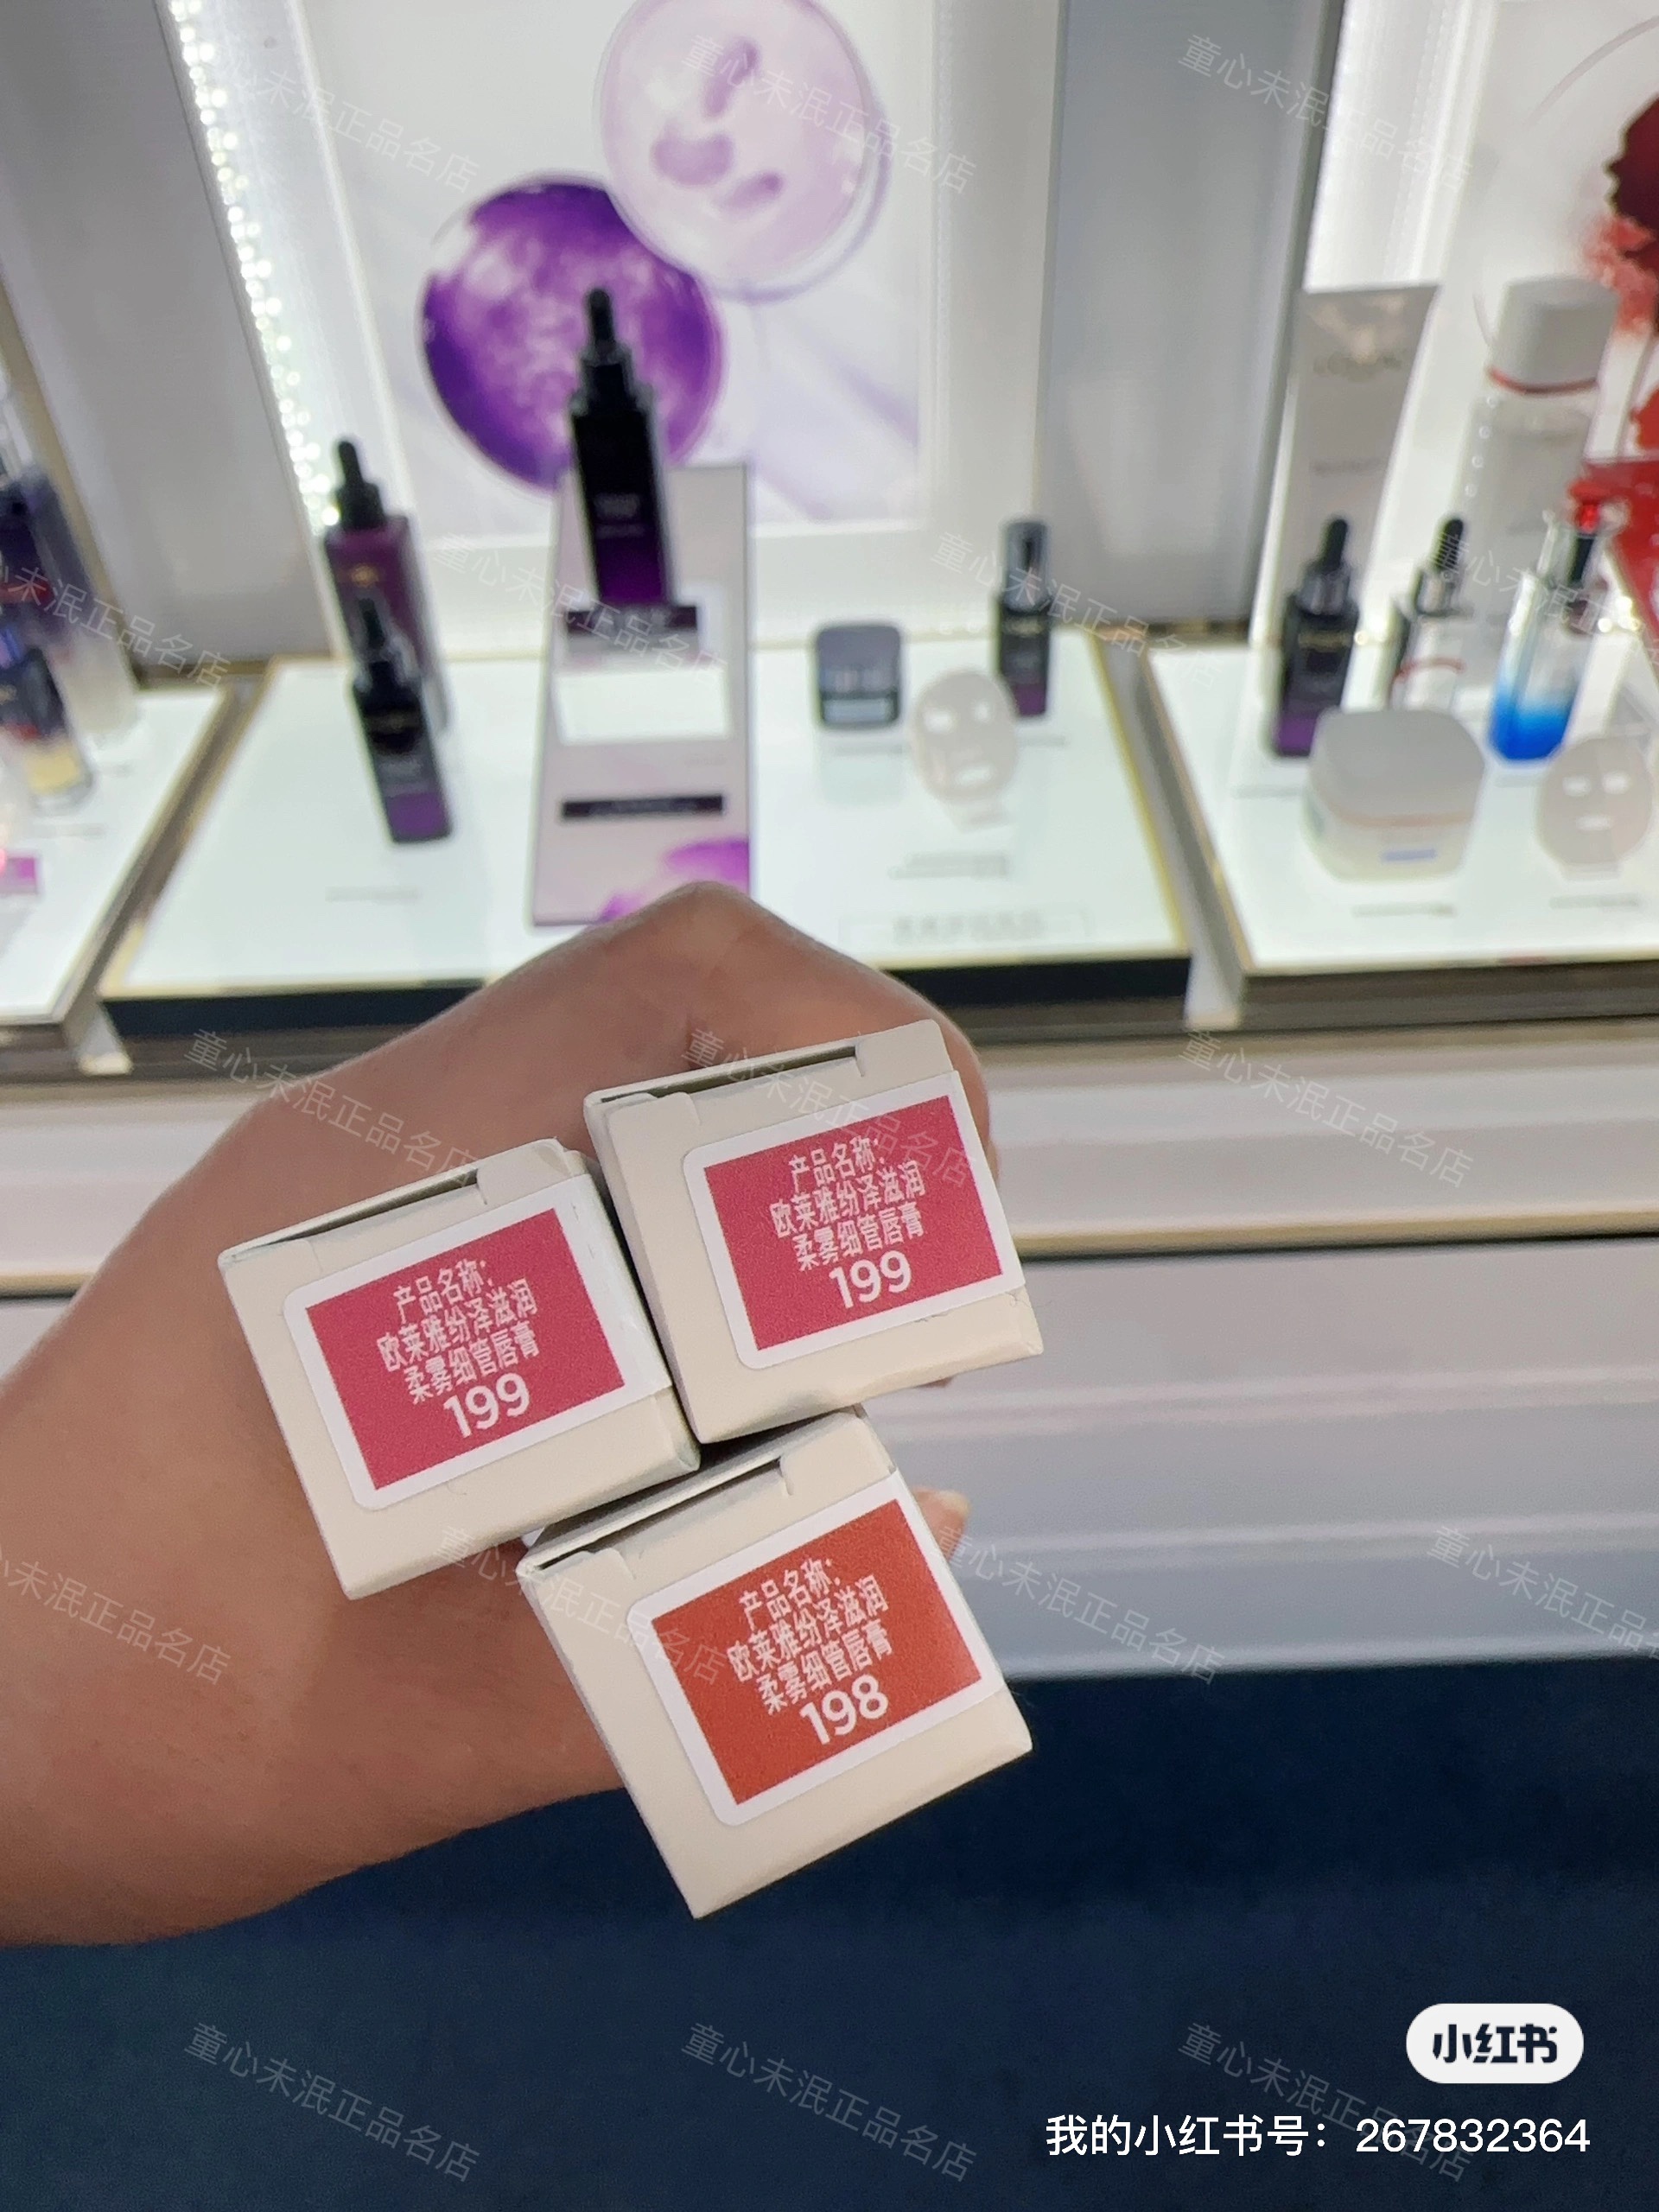 产品名称:
欧莱雅纷泽滋润
柔雾细管唇膏
199
产品名称:
欧莱雅纷泽滋润
柔雾细管唇膏
199
产品名称:
欧莱雅纷泽滋润
柔雾细管唇膏
198
童心未泯正品名店
小红书
我的小红书号：267832364